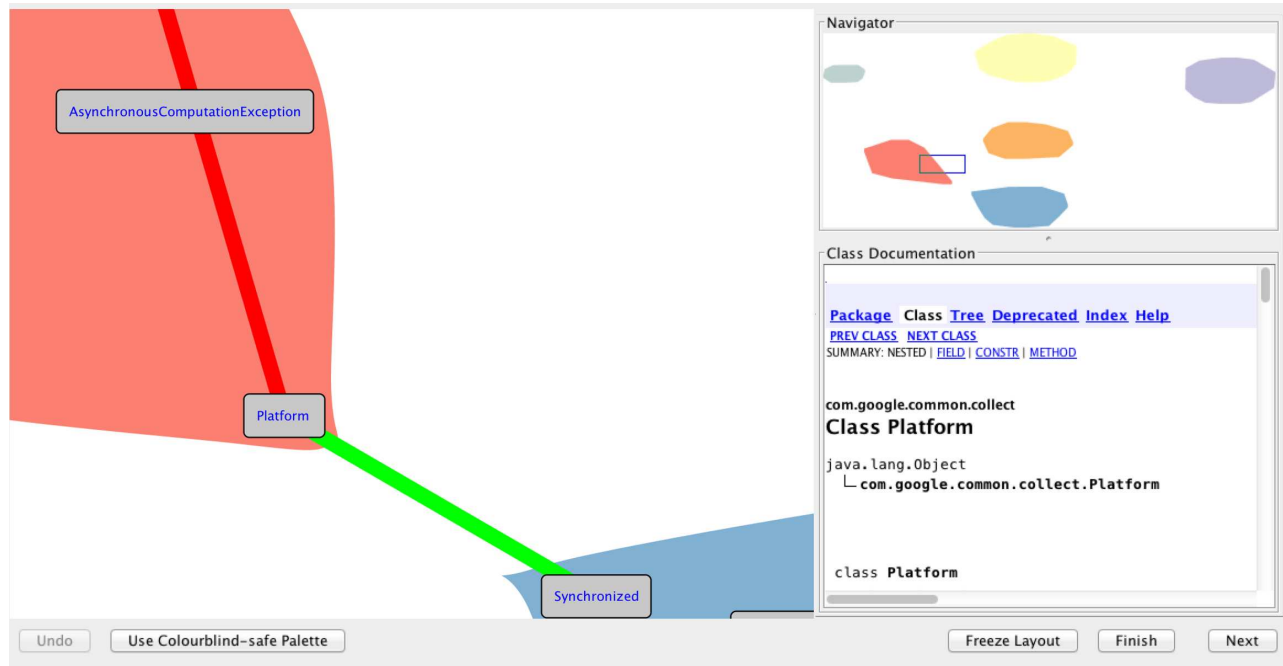 AsynchronousComputationException
Platform
Synchronized
Navigator
Class Documentation
Package Class Tree Deprecated Index Help
PREV CLASS NEXT CLASS
SUMMARY: NESTED | FIELD | CONSTR | METHOD
com.google.common.collect
Class Platform
java.lang.Object
com.google.common.collect.Platform
class Platform
Undo
Use Colourblind-safe Palette
Freeze Layout
Finish
Next